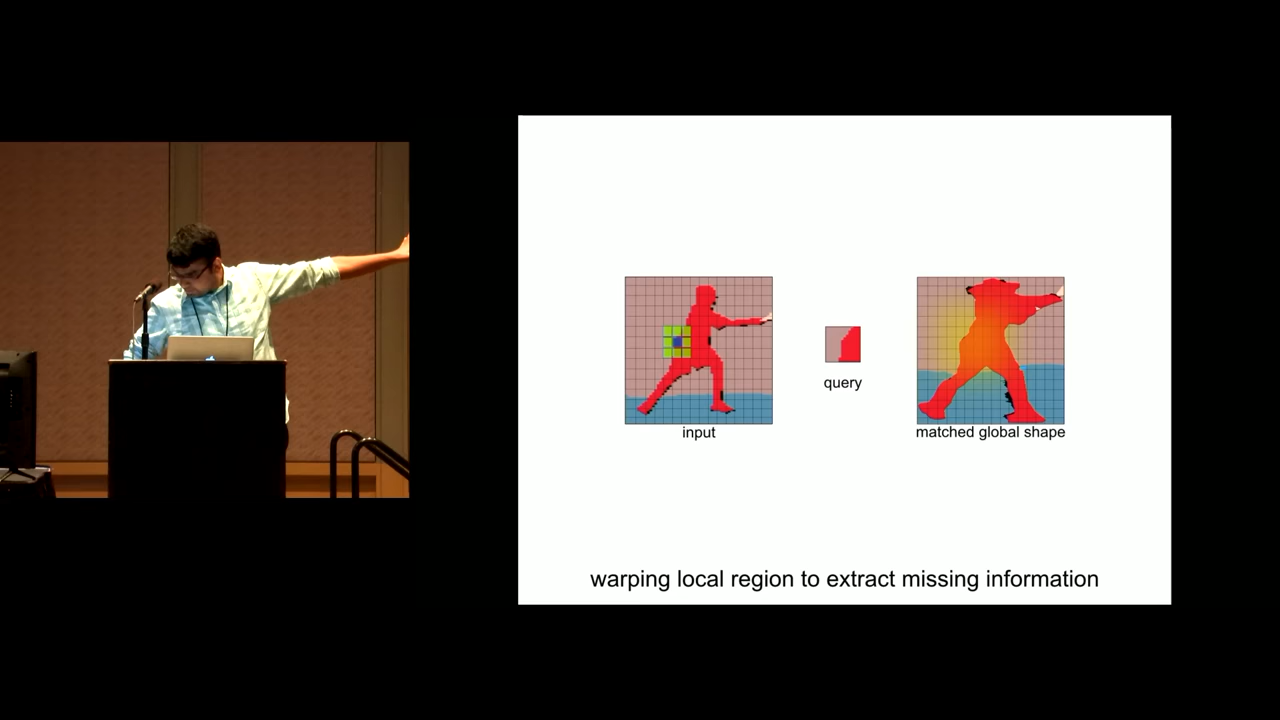 input
query
matched global shape
warping local region to extract missing information